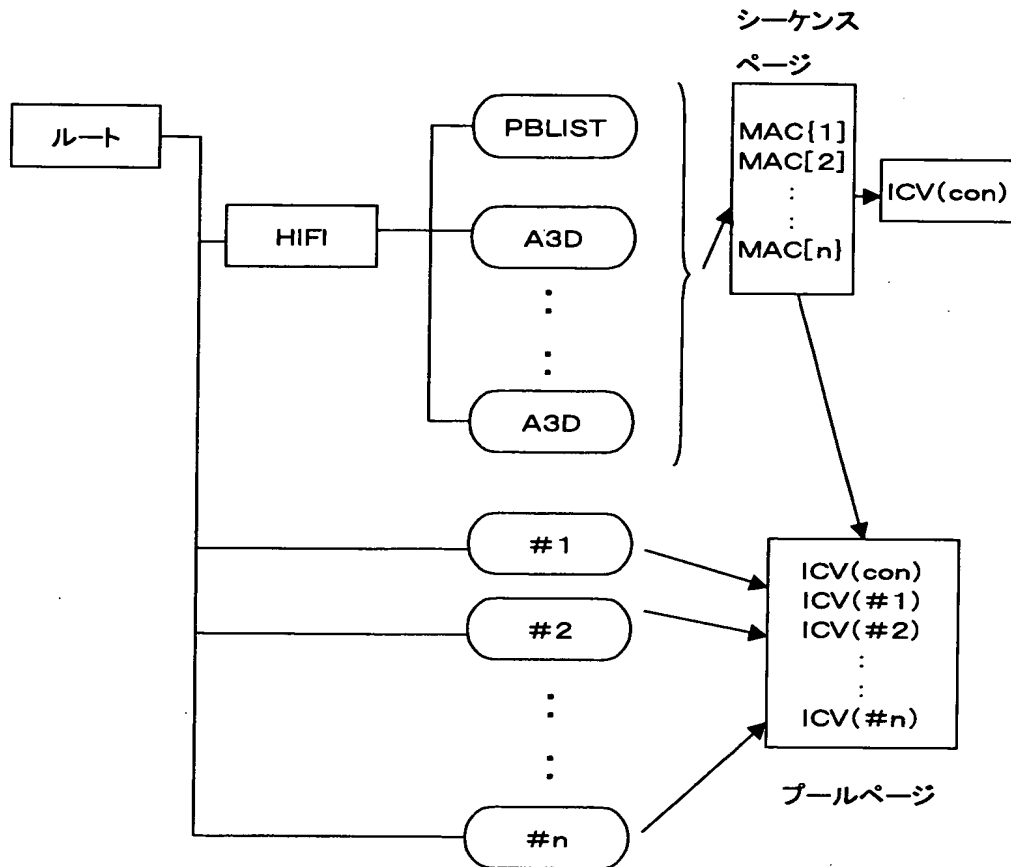 シーケンス
ページ
ルート
HIFI
PBLIST
A3D
:
:
A3D
MAC{1]
MAC[2]
:
:
MAC[n}
ICV(con)
#1
#2
:
:
#n
ICV(con)
ICV(#1)
ICV(#2)
:
:
ICV(#n)
プールページ